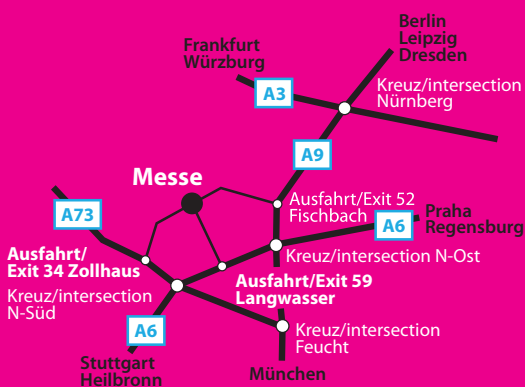 Berlin
Leipzig
Dresden
Frankfurt
Würzburg
Kreuz/intersection
Nürnberg
A3
A9
Messe
Ausfahrt/Exit 52
Fischbach
A73
A6
Praha
Regensburg
Ausfahrt/
Exit 34 Zollhaus
Kreuz/intersection N-Ost
Kreuz/intersection
N-Süd
Ausfahrt/Exit 59
Langwasser
A6
Kreuz/intersection
Feucht
Stuttgart
Heilbronn
München